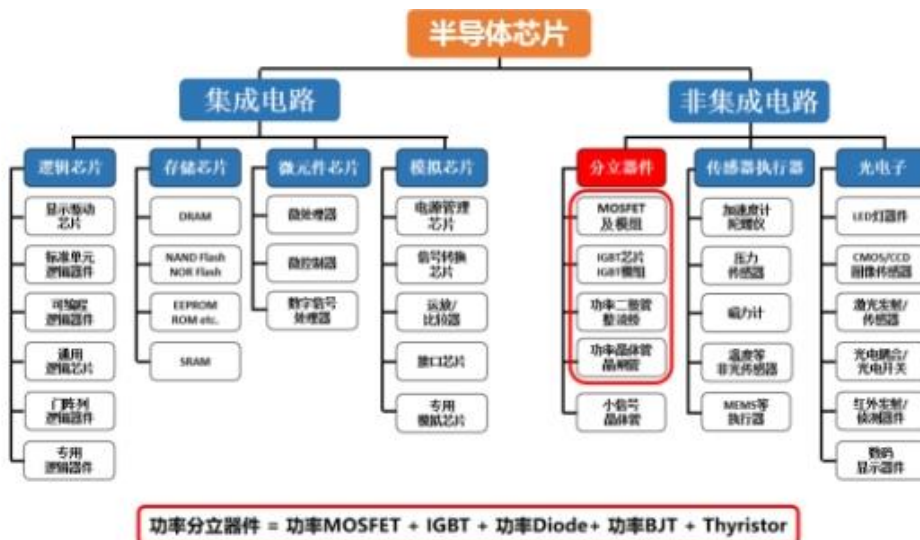 半导体芯片
集成电路
非集成电路
逻辑芯片
存储芯片
微元件芯片
模拟芯片
分立器件
传感器执行器
光电子
显示驱动
芯片
标准单元
逻辑器件
可编程
逻辑器件
通用
逻辑芯片
门阵列
逻辑器件
专用
逻辑器件
DRAM
NAND Flash
NOR Flash
EEPROM
ROM etc.
SRAM
微处理器
微控制器
数字信号
处理器
电源管理
芯片
信号转换
芯片
运放/
比较器
接口芯片
专用
模拟芯片
MOSFET
及模组
IGBT芯片
IGBT模组
功率二极管
整流桥
功率晶体管
晶闸管
小信号
晶体管
加速度计
陀螺仪
压力
传感器
磁力计
温度等
非光传感器
MEMS等
执行器
LED灯器件
CMOS/CCD
图像传感器
激光发射/
传感器
光电耦合/
光电开关
红外发射/
侦测器件
数码
显示器件
功率分立器件 = 功率MOSFET + IGBT + 功率Diode+ 功率BJT + Thyristor